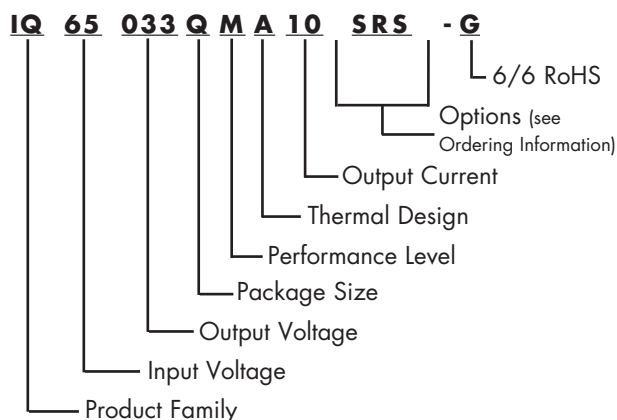 IQ 65 033 Q M A 10 SRS - G
6/6 RoHS
Options (see
Ordering Information)
Output Current
Thermal Design
Performance Level
Package Size
Output Voltage
Input Voltage
Product Family